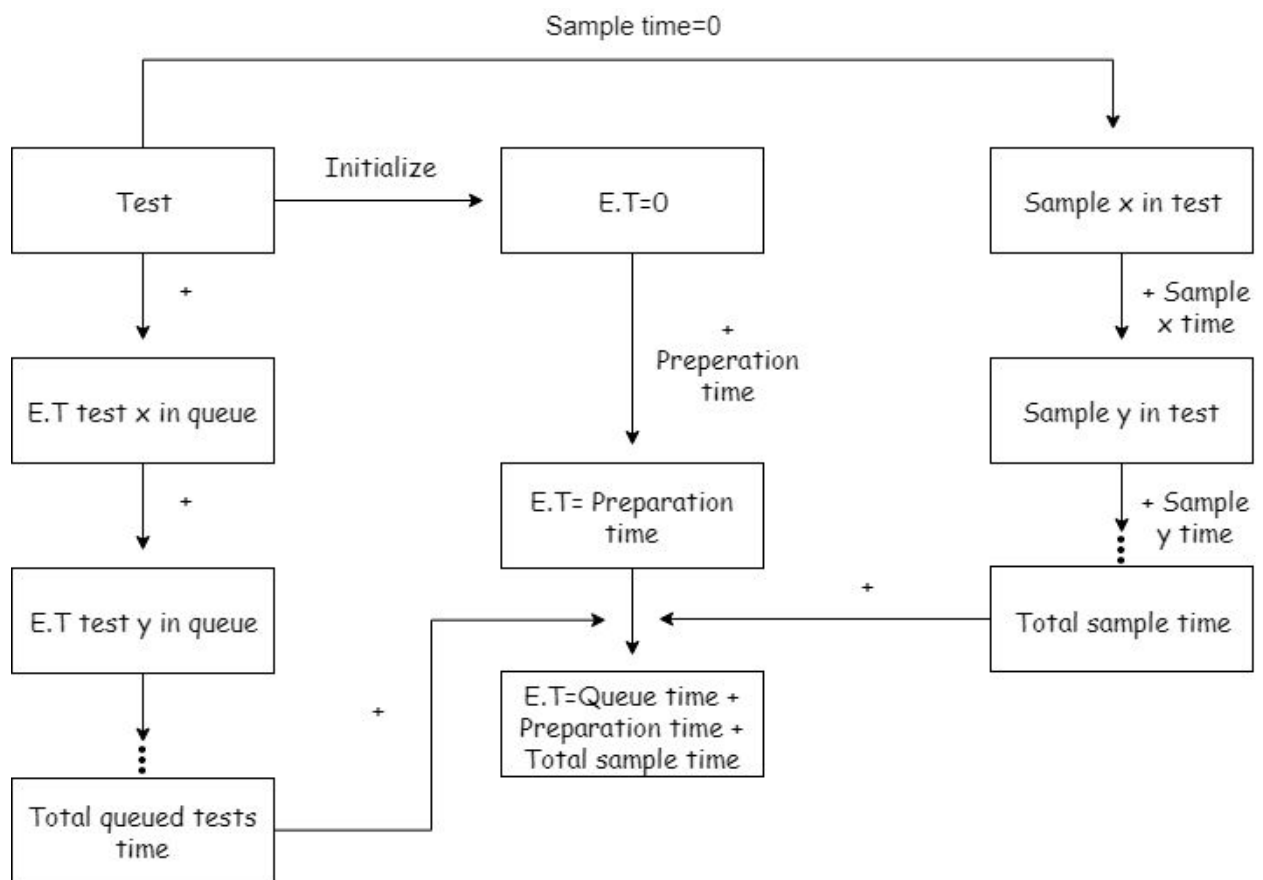 Sample time=0
Test
Initialize
E.T=0
Sample x in test
+
+ Sample
x time
+
Preperation
time
E.T test x in queue
Sample y in test
+
E.T= Preparation
time
+ Sample
y time
E.T test y in queue
+
Total sample time
+
E.T=Queue time +
Preparation time +
Total sample time
Total queued tests
time